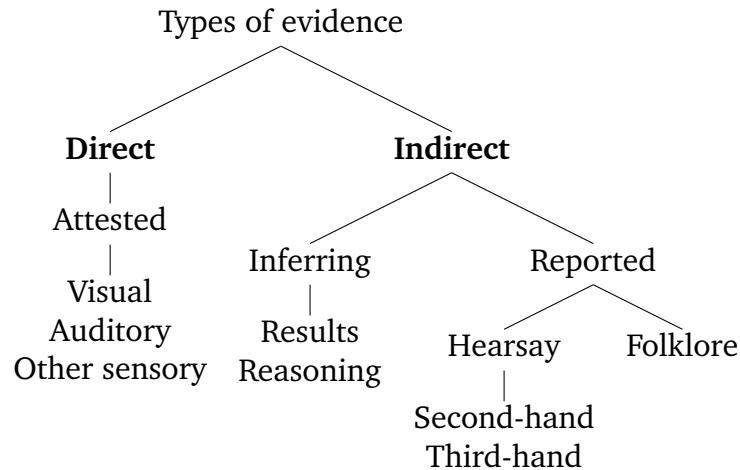 Types of evidence
Direct
Indirect
Attested
Inferring
Reported
Visual
Auditory
Other sensory
Results
Reasoning
Hearsay
Folklore
Second-hand
Third-hand